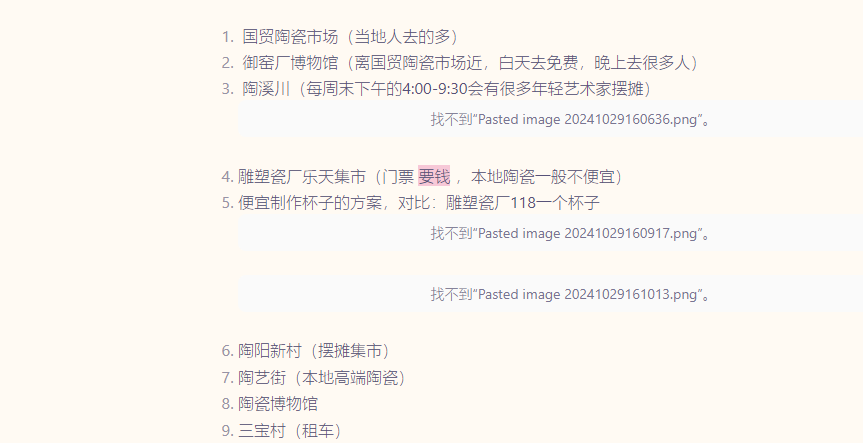 1. 国贸陶瓷市场（当地人去的多）
2. 御窑厂博物馆（离国贸陶瓷市场近，白天去免费，晚上去很多人）
3. 陶溪川（每周末下午的4:00-9:30会有很多年轻艺术家摆摊）
找不到“Pasted image 20241029160636.png”。
4. 雕塑瓷厂乐天集市（门票 要钱 ，本地陶瓷一般不便宜）
5. 便宜制作杯子的方案，对比：雕塑瓷厂118一个杯子
找不到“Pasted image 20241029160917.png”。
找不到“Pasted image 20241029161013.png”。
6. 陶阳新村（摆摊集市）
7. 陶艺街（本地高端陶瓷）
8. 陶瓷博物馆
9. 三宝村（租车）